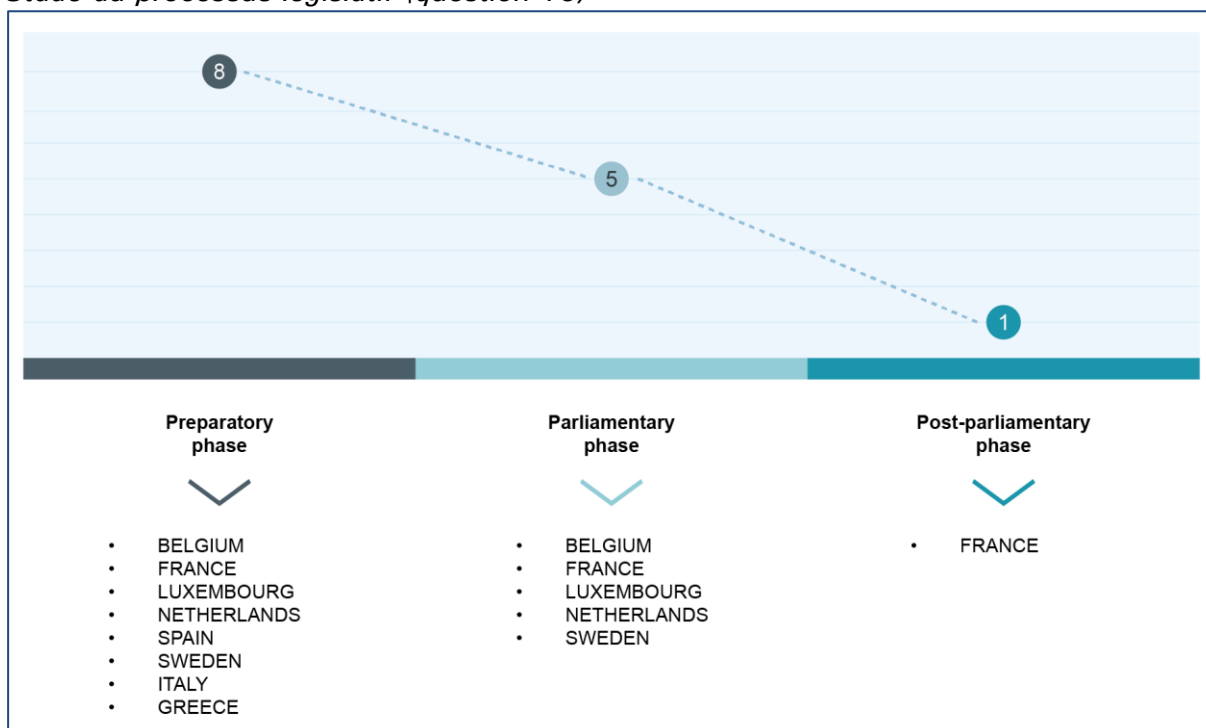 Stade du processus législatif (question
8
5
1
Preparatory
phase
Parliamentary
phase
Post-parliamentary
phase
• BELGIUM
• FRANCE
• LUXEMBOURG
• NETHERLANDS
• SPAIN
• SWEDEN
• ITALY
• GREECE
• BELGIUM
• FRANCE
• LUXEMBOURG
• NETHERLANDS
• SWEDEN
• FRANCE